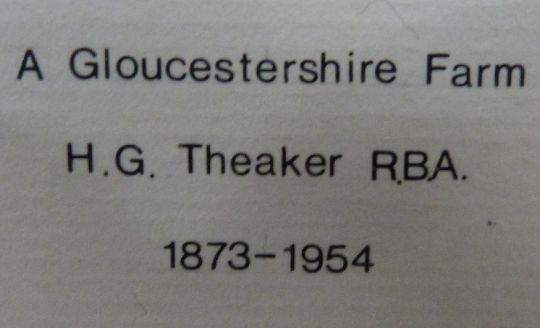 A Gloucestershire Farm
H.G. Theaker R.B.A.
1873-1954